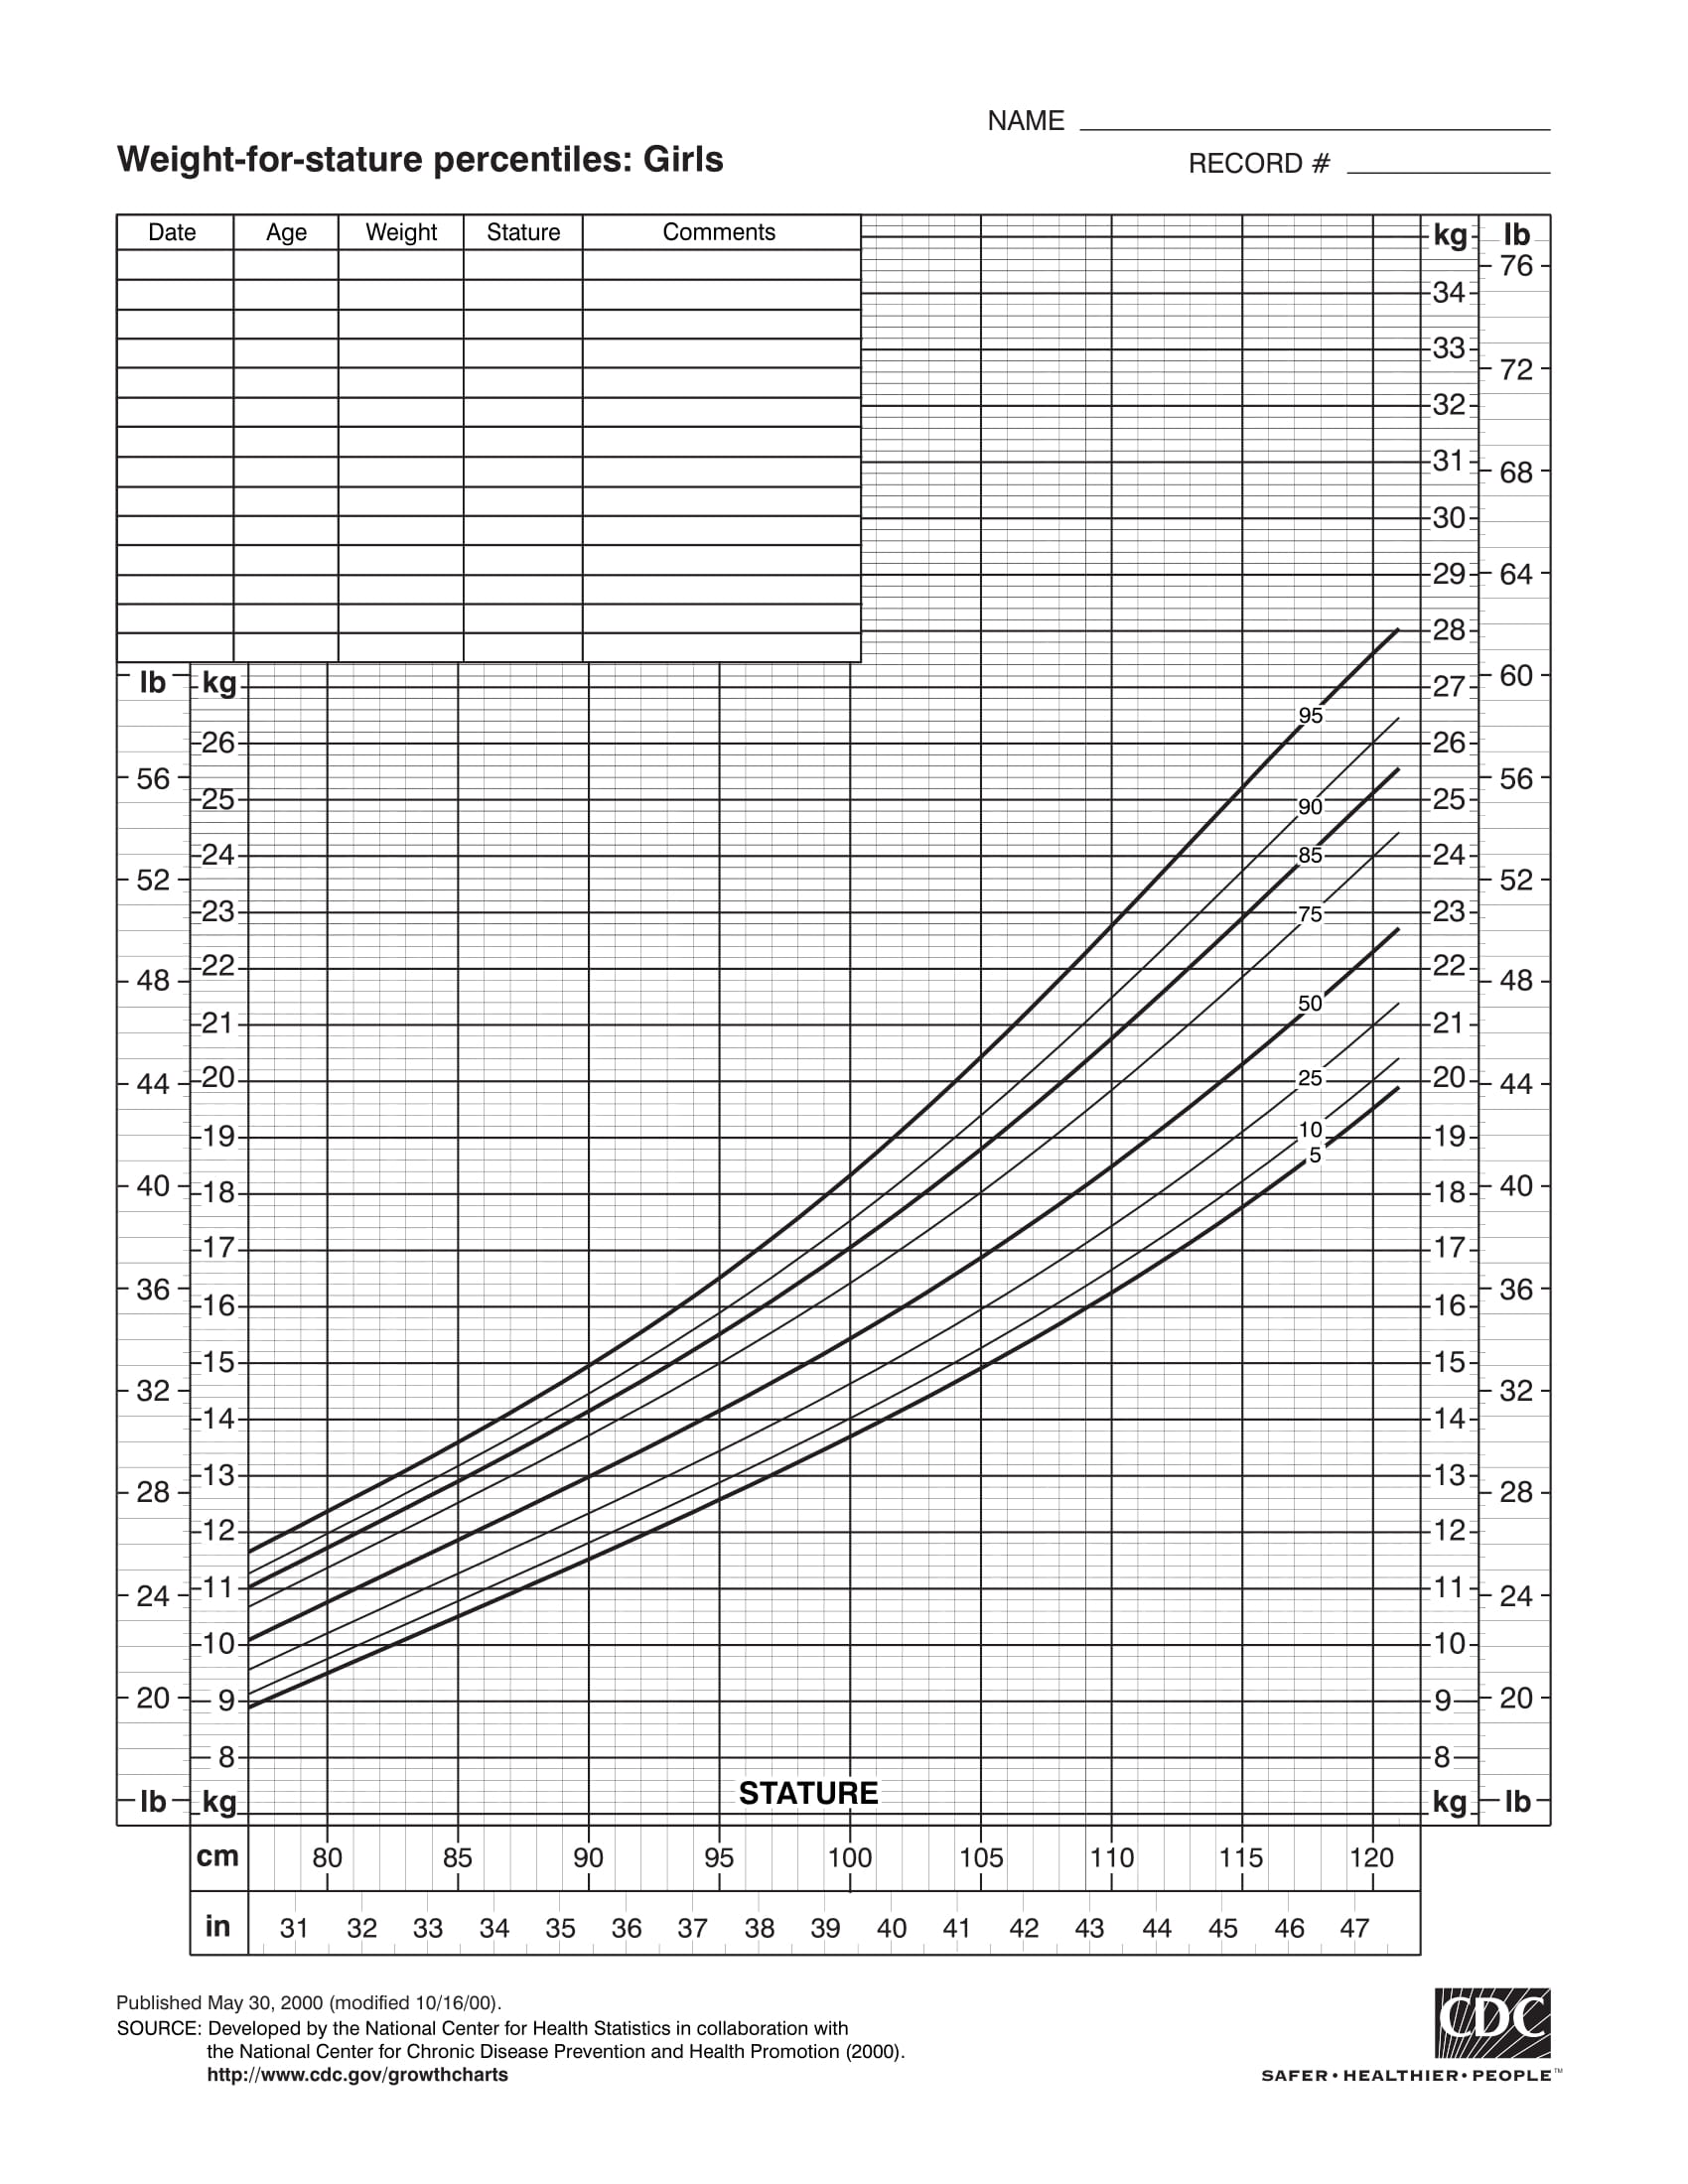 NAME
Weight-for-stature percentiles: Girls
RECORD #
Date Age Weight Stature Comments
kg lb
76
34
33
72
32
31
68
30
29 64
28
lb kg 27 60
95
26 26
56 25 90 25 56
24 85 24
52 52
23 75 23
48 22 22 48
21 50 21
44 20 25 20 44
19 10 19
5
40 18 18 40
17 17
36 16 16 36
15 15
32 14 14 32
28 13 13 28
12 12
24 11 11 24
10 10
20 9 9 20
8 8
lb kg STATURE kg lb
cm 80 85 90 95 100 105 110 115 120
in 31 32 33 34 35 36 37 38 39 40 41 42 43 44 45 46 47
Published May 30, 2000 (modified 10/16/00).
SOURCE: Developed by the National Center for Health Statistics in collaboration with
the National Center for Chronic Disease Prevention and Health Promotion (2000).
http://www.cdc.gov/growthcharts
CDC
SAFER • HEALTHIER • PEOPLE™